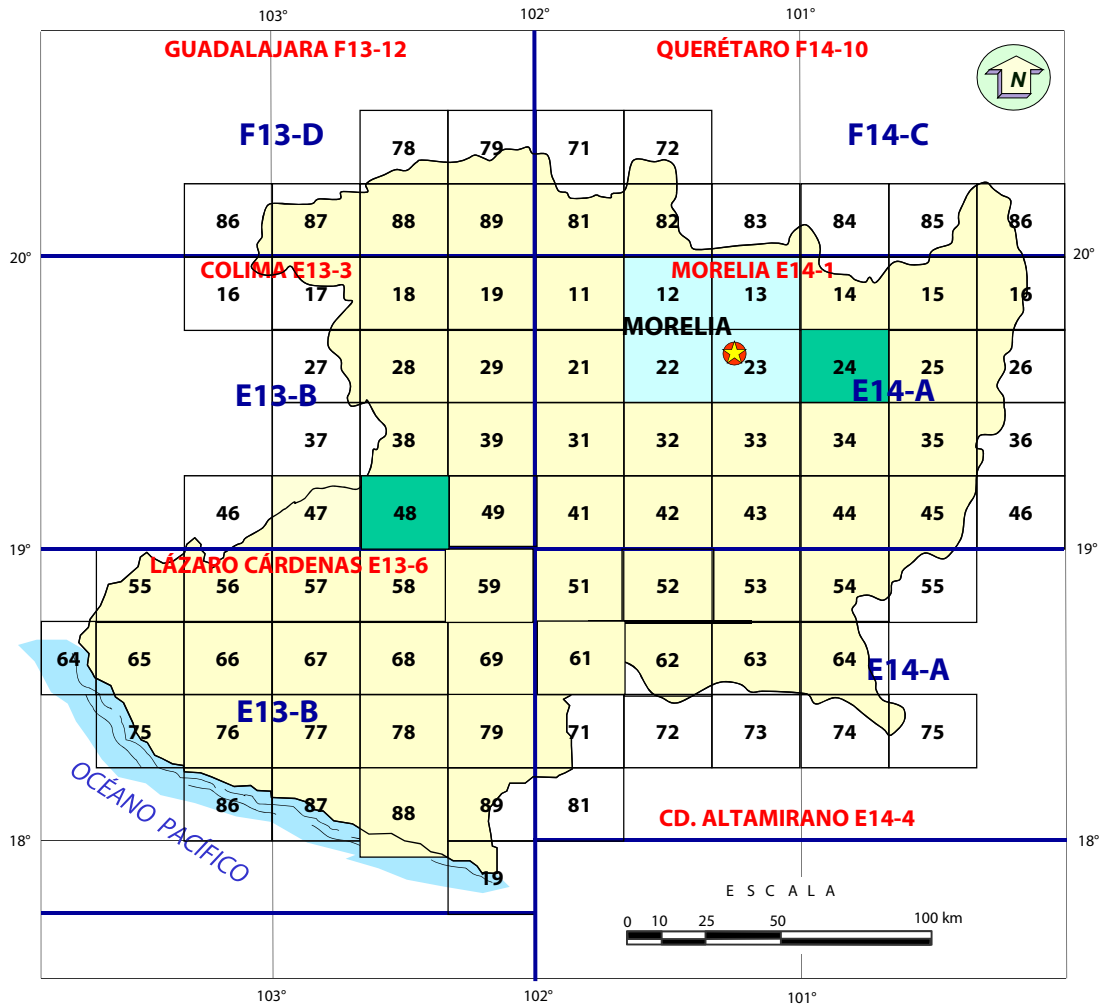 103° 102° 101°
GUADALAJARA F13-12 QUERÉTARO F14-10
N
F13-D F14-C
78 79 71 72
86 87 88 89 81 82 83 84 85 86
20° 20°
COLIMA E13-3 MORELIA E14-1
16 17 18 19 11 12 13 14 15 16
MORELIA
27 28 29 21 22 23 24 25 26
E13-B E14-A
37 38 39 31 32 33 34 35 36
46 47 48 49 41 42 43 44 45 46
19° 19°
LÁZARO CÁRDENAS E13-6
55 56 57 58 59 51 52 53 54 55
64 65 66 67 68 69 61 62 63 64
E14-A
E13-B
75 76 77 78 79 71 72 73 74 75
OCÉANO PACÍFICO
86 87 88 89 81
CD. ALTAMIRANO E14-4
18° 18°
19
ESCALA
0 10 25 50 100 km
103° 102° 101°